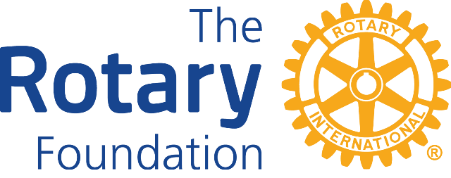 The
Rotary
Foundation
ROTARY
INTERNATIONAL
®